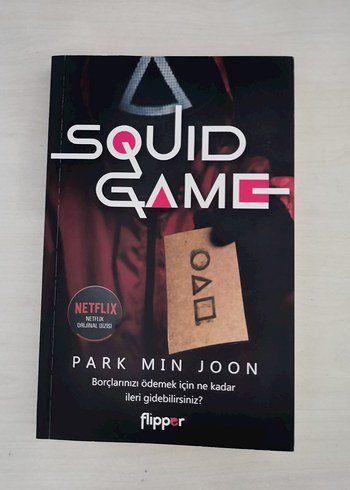 SQUID
GAME
NETFLIX
NETFLIX
ORİJİNAL DİZİSİ
PARK MIN JOON
Borçlarınızı ödemek için ne kadar
ileri gidebilirsiniz?
flipper